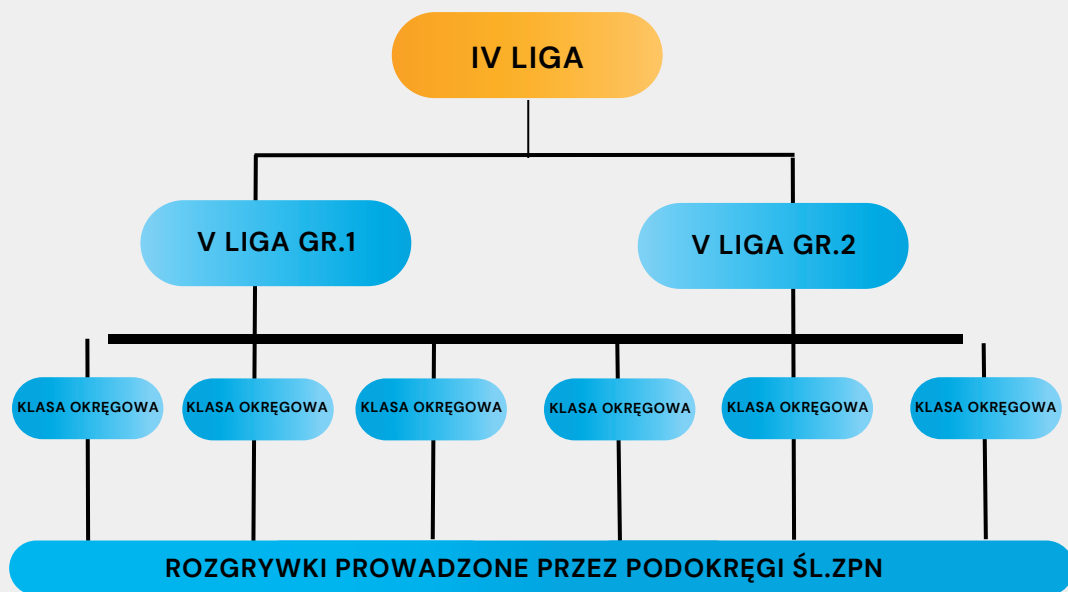 IV LIGA
V LIGA GR.1
V LIGA GR.2
KLASA OKRĘGOWA
KLASA OKRĘGOWA
KLASA OKRĘGOWA
KLASA OKRĘGOWA
KLASA OKRĘGOWA
KLASA OKRĘGOWA
ROZGRYWKI PROWADZONE PRZEZ PODOKRĘGI ŚL.ZPN